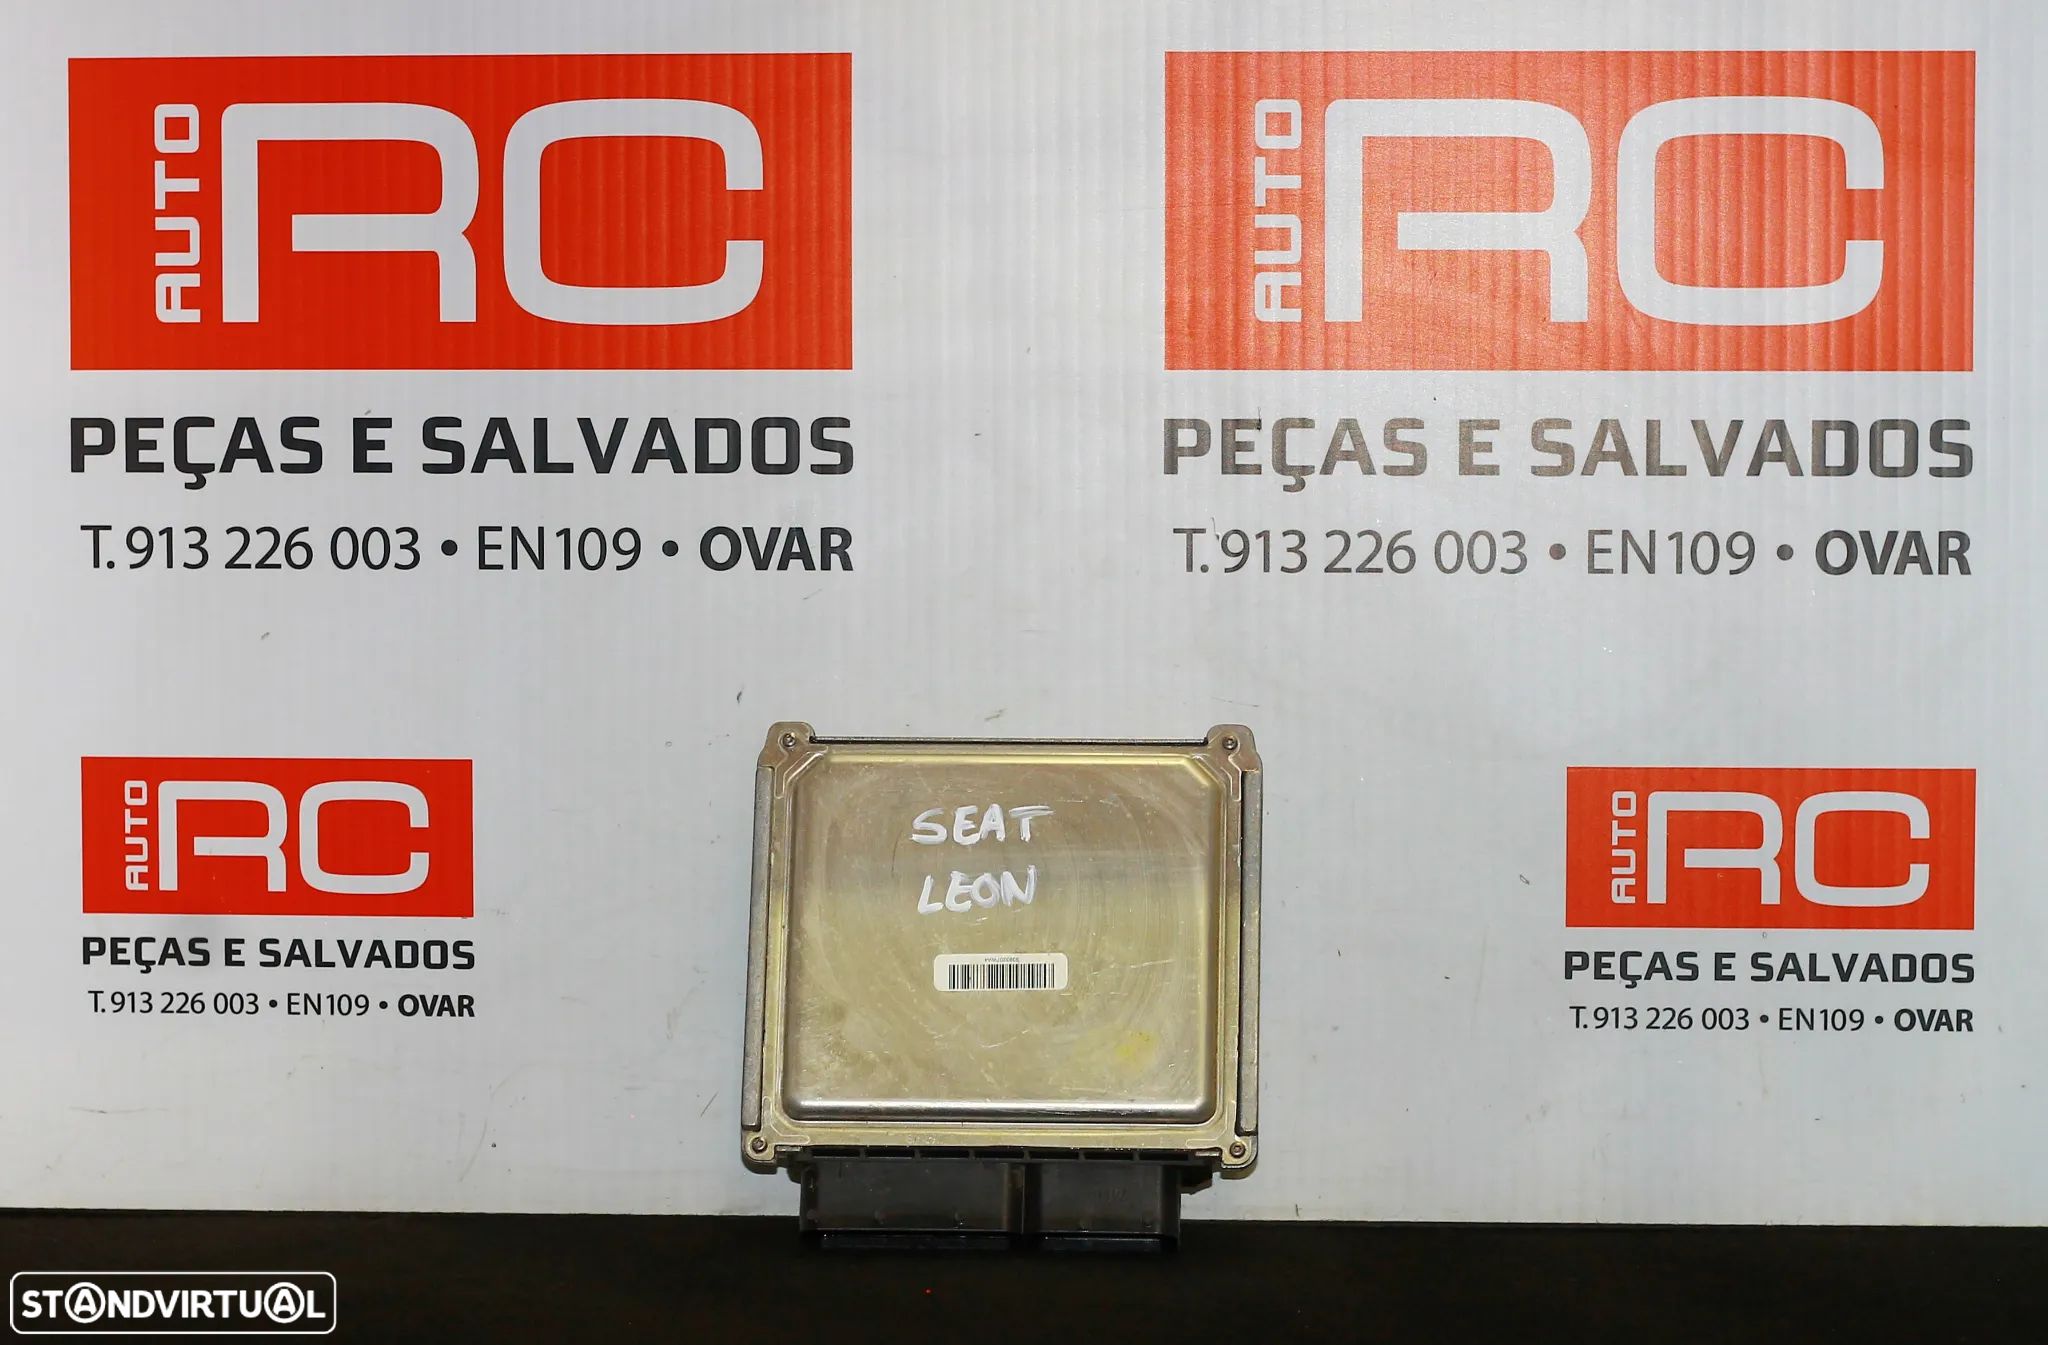 AUTO RC
PEÇAS E SALVADOS
T. 913 226 003 • EN109 • OVAR
AUTO RC
PEÇAS E SALVADOS
T. 913 226 003 • EN109 • OVAR
AUTO RC
PEÇAS E SALVADOS
T. 913 226 003 • EN109 • OVAR
SEAT
LEON
AUTO RC
PEÇAS E SALVADOS
T. 913 226 003 • EN109 • OVAR
STANDVIRTUAL